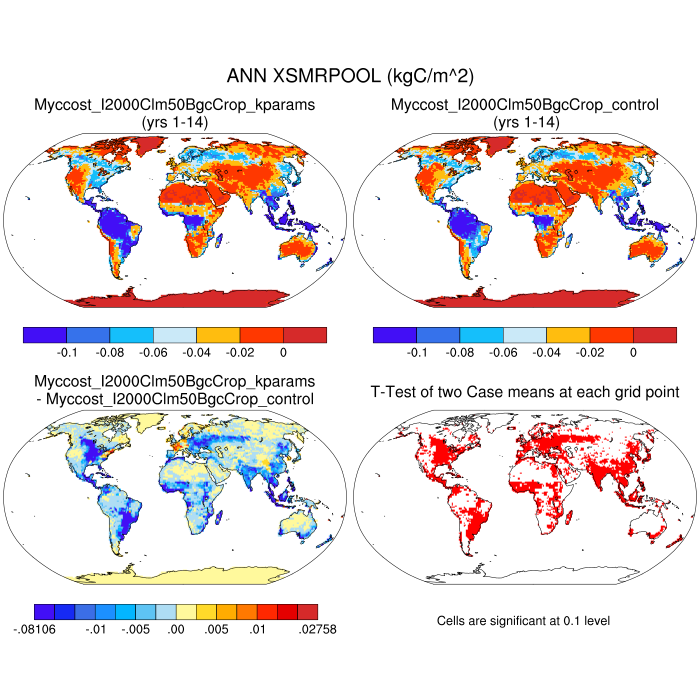 ANN XSMRPOOL (kgC/m^2)
Myccost_I2000Clm50BgcCrop_kparams
(yrs 1-14)
Myccost_I2000Clm50BgcCrop_control
(yrs 1-14)
-0.1 -0.08 -0.06 -0.04 -0.02 0
-0.1 -0.08 -0.06 -0.04 -0.02 0
Myccost_I2000Clm50BgcCrop_kparams
- Myccost_I2000Clm50BgcCrop_control
T-Test of two Case means at each grid point
-.08106 -.01 -.005 .00 .005 .01 .02758
Cells are significant at 0.1 level